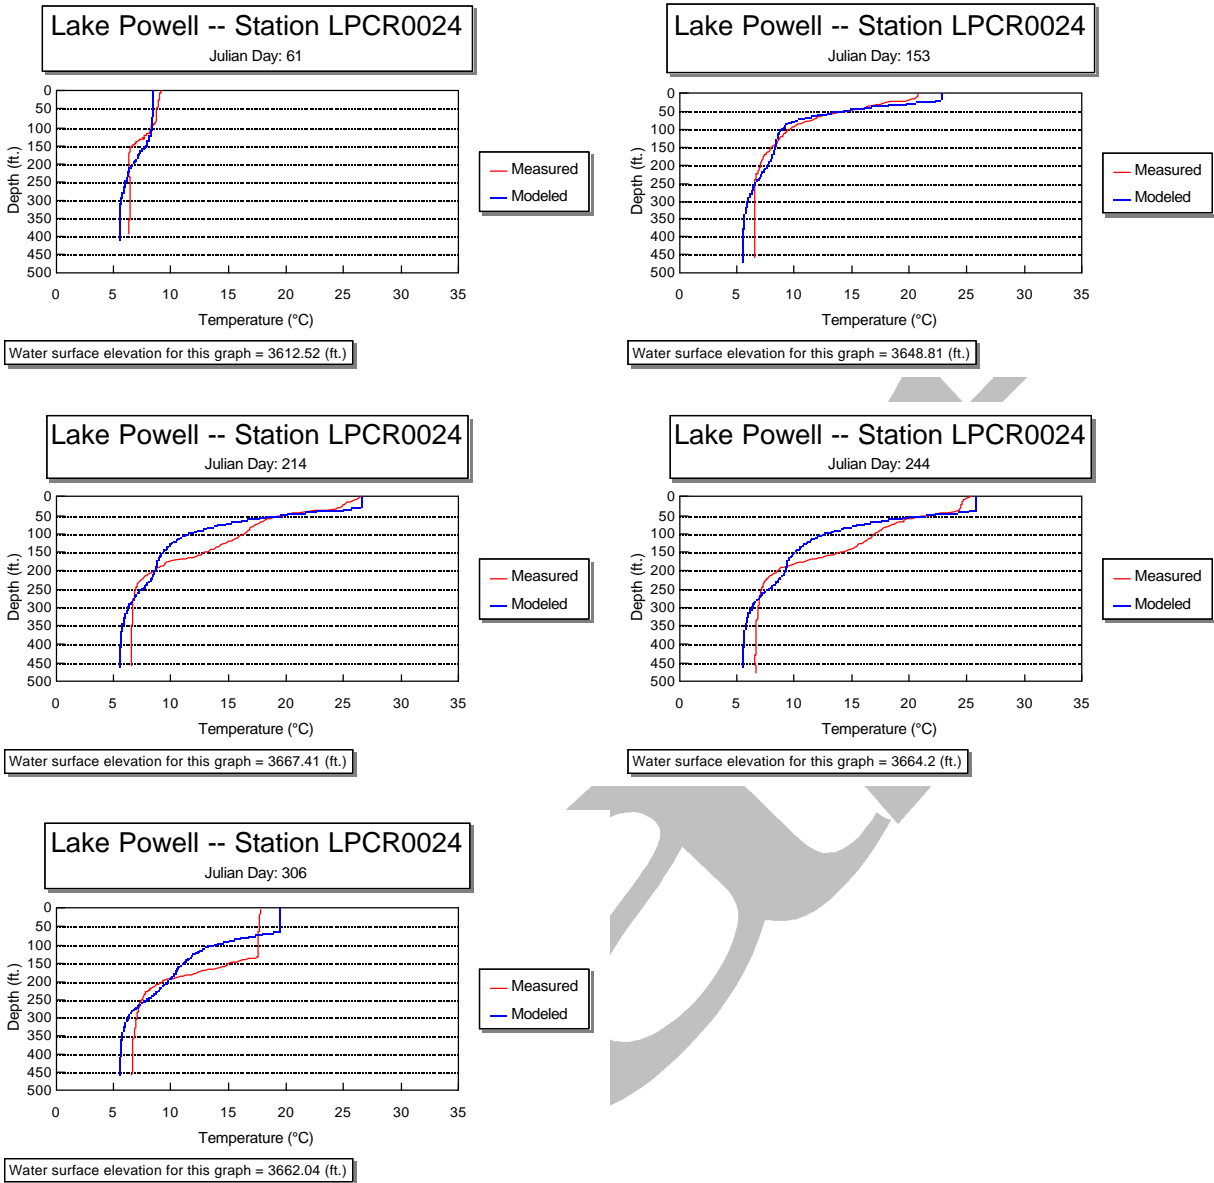 Lake Powell -- Station LPCR0024
Julian Day: 61
0
50
100
150
200
250
300
350
400
450
500
0 5 10 15 20 25 30 35
Depth (ft.)
Temperature (°C)
Measured
Modeled
Water surface elevation for this graph = 3612.52 (ft.)
Lake Powell -- Station LPCR0024
Julian Day: 153
0
50
100
150
200
250
300
350
400
450
500
0 5 10 15 20 25 30 35
Depth (ft.)
Temperature (°C)
Measured
Modeled
Water surface elevation for this graph = 3648.81 (ft.)
Lake Powell -- Station LPCR0024
Julian Day: 214
0
50
100
150
200
250
300
350
400
450
500
0 5 10 15 20 25 30 35
Depth (ft.)
Temperature (°C)
Measured
Modeled
Water surface elevation for this graph = 3667.41 (ft.)
Lake Powell -- Station LPCR0024
Julian Day: 244
0
50
100
150
200
250
300
350
400
450
500
0 5 10 15 20 25 30 35
Depth (ft.)
Temperature (°C)
Measured
Modeled
Water surface elevation for this graph = 3664.2 (ft.)
Lake Powell -- Station LPCR0024
Julian Day: 306
0
50
100
150
200
250
300
350
400
450
500
0 5 10 15 20 25 30 35
Depth (ft.)
Temperature (°C)
Measured
Modeled
Water surface elevation for this graph = 3662.04 (ft.)